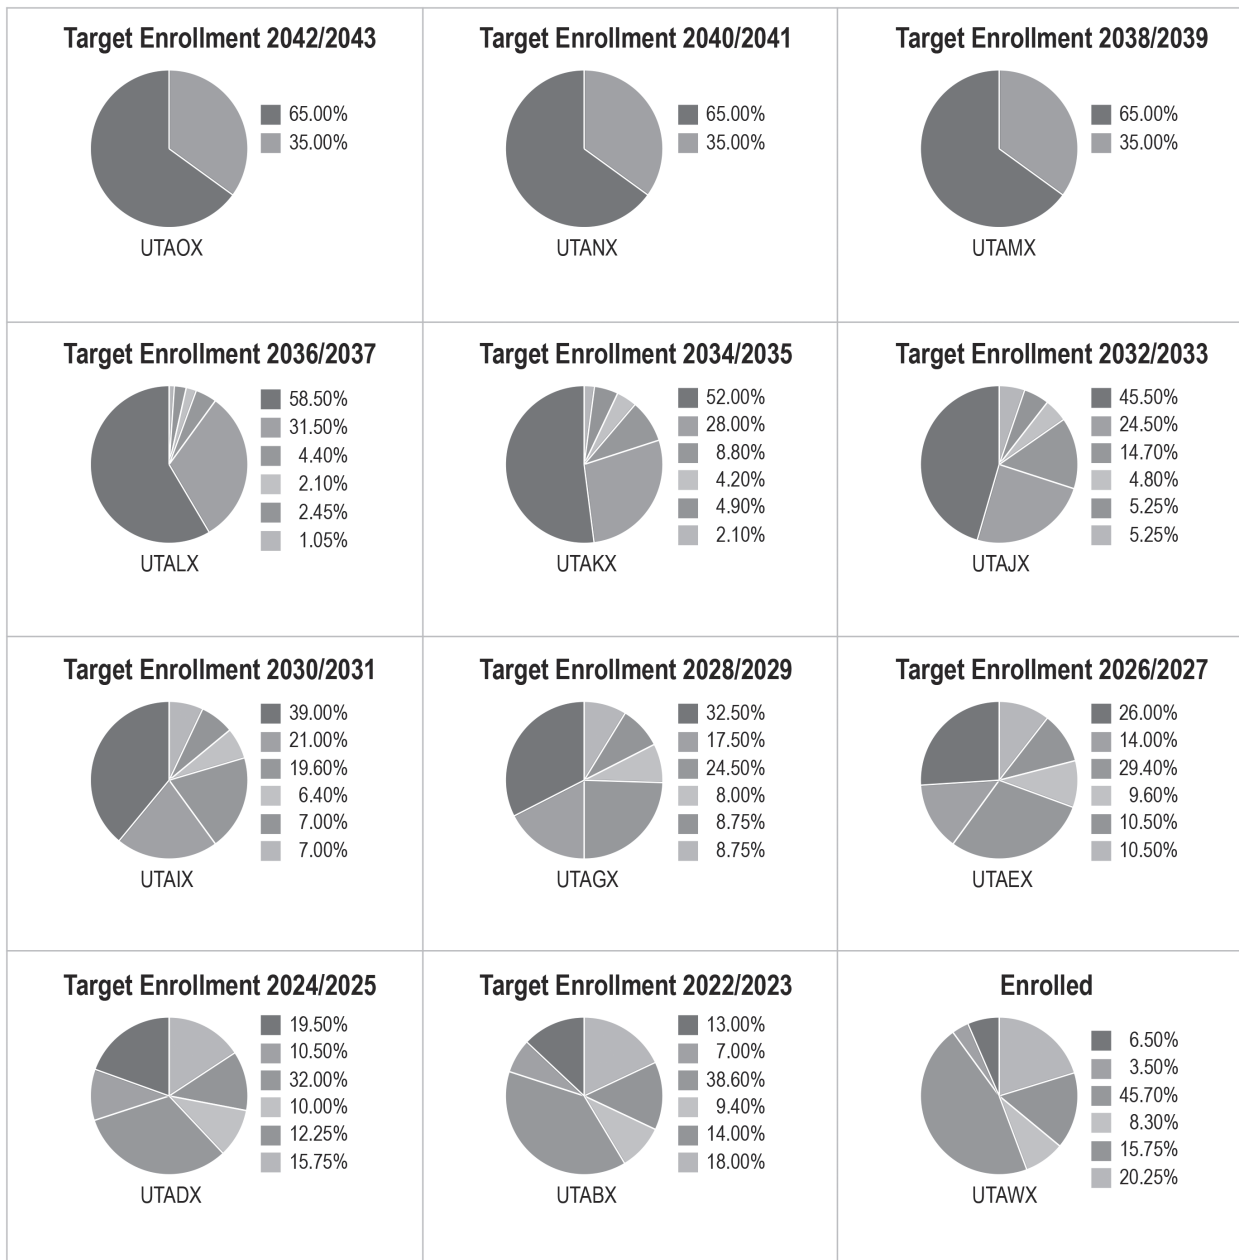 Target Enrollment 2042/2043
65.00%
35.00%
UTAOX
Target Enrollment 2040/2041
65.00%
35.00%
UTANX
Target Enrollment 2038/2039
65.00%
35.00%
UTAMX
Target Enrollment 2036/2037
58.50%
31.50%
4.40%
2.10%
2.45%
1.05%
UTALX
Target Enrollment 2034/2035
52.00%
28.00%
8.80%
4.20%
4.90%
2.10%
UTAKX
Target Enrollment 2032/2033
45.50%
24.50%
14.70%
4.80%
5.25%
5.25%
UTAJX
Target Enrollment 2030/2031
39.00%
21.00%
19.60%
6.40%
7.00%
7.00%
UTAIX
Target Enrollment 2028/2029
32.50%
17.50%
24.50%
8.00%
8.75%
8.75%
UTAGX
Target Enrollment 2026/2027
26.00%
14.00%
29.40%
9.60%
10.50%
10.50%
UTAEX
Target Enrollment 2024/2025
19.50%
10.50%
32.00%
10.00%
12.25%
15.75%
UTADX
Target Enrollment 2022/2023
13.00%
7.00%
38.60%
9.40%
14.00%
18.00%
UTABX
Enrolled
6.50%
3.50%
45.70%
8.30%
15.75%
20.25%
UTAWX